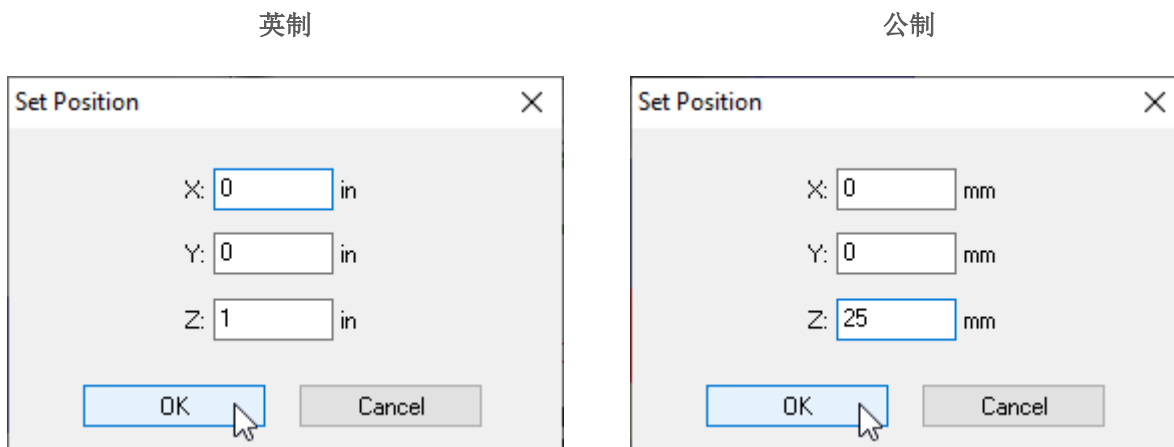 英制
公制
Set Position
X: 0 in
Y: 0 in
Z: 1 in
OK Cancel
Set Position
X: 0 mm
Y: 0 mm
Z: 25 mm
OK Cancel